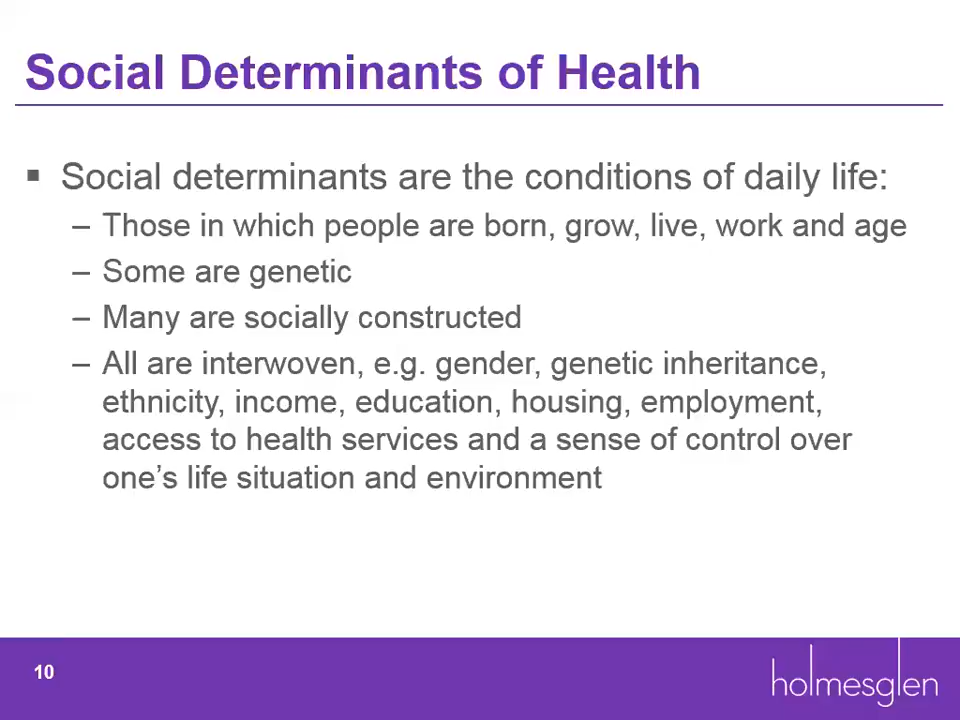 Social Determinants of Health
▪ Social determinants are the conditions of daily life:
– Those in which people are born, grow, live, work and age
– Some are genetic
– Many are socially constructed
– All are interwoven, e.g. gender, genetic inheritance,
ethnicity, income, education, housing, employment,
access to health services and a sense of control over
one’s life situation and environment
10
holmesglen